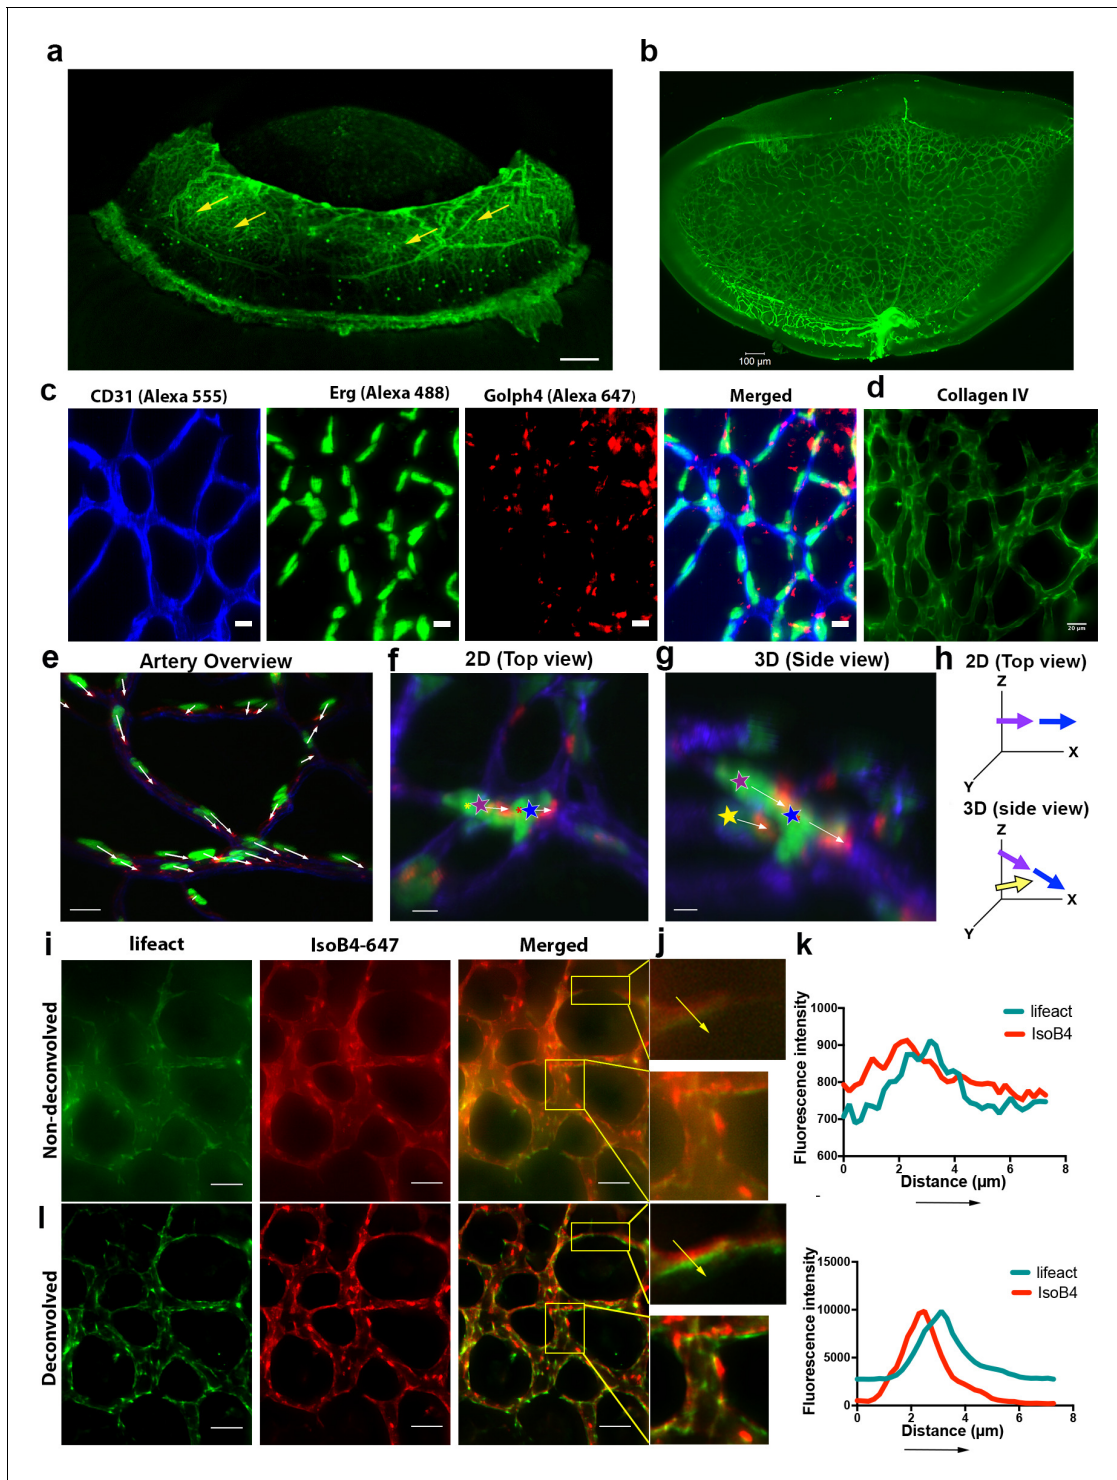 a
b
100 µm
c
CD31 (Alexa 555)
Erg (Alexa 488)
Golph4 (Alexa 647)
Merged
d
Collagen IV
20 µm
e
Artery Overview
f
2D (Top view)
g
3D (Side view)
h
2D (Top view)
Z
X
Y
3D (side view)
Z
X
Y
i
lifeact
IsoB4-647
Merged
j
k
Non-deconvolved
Fluorescence intensity
1000
900
800
700
600
0
2
4
6
8
Distance (µm)
lifeact
IsoB4
l
Deconvolved
Fluorescence intensity
15000
10000
5000
0
0
2
4
6
8
Distance (µm)
lifeact
IsoB4